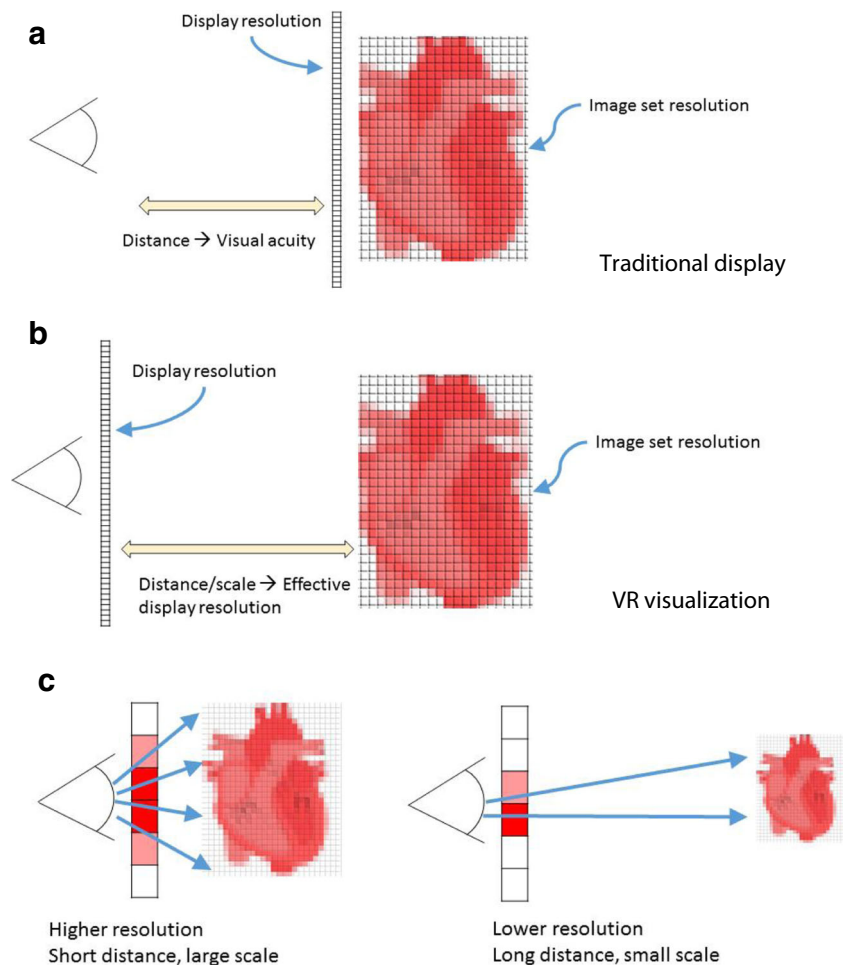 a
Display resolution
Image set resolution
Distance → Visual acuity
Traditional display
b
Display resolution
Image set resolution
Distance/scale → Effective
display resolution
VR visualization
c
Higher resolution
Short distance, large scale
Lower resolution
Long distance, small scale